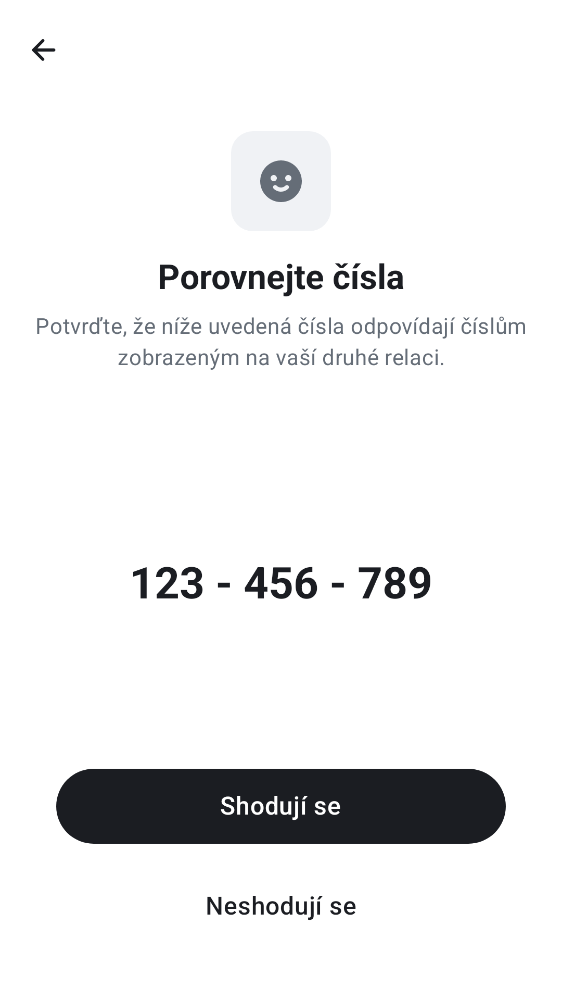 Porovnejte čísla
Potvrďte, že níže uvedená čísla odpovídají číslům
zobrazeným na vaší druhé relaci.
123 - 456 - 789
Shodují se
Neshodují se